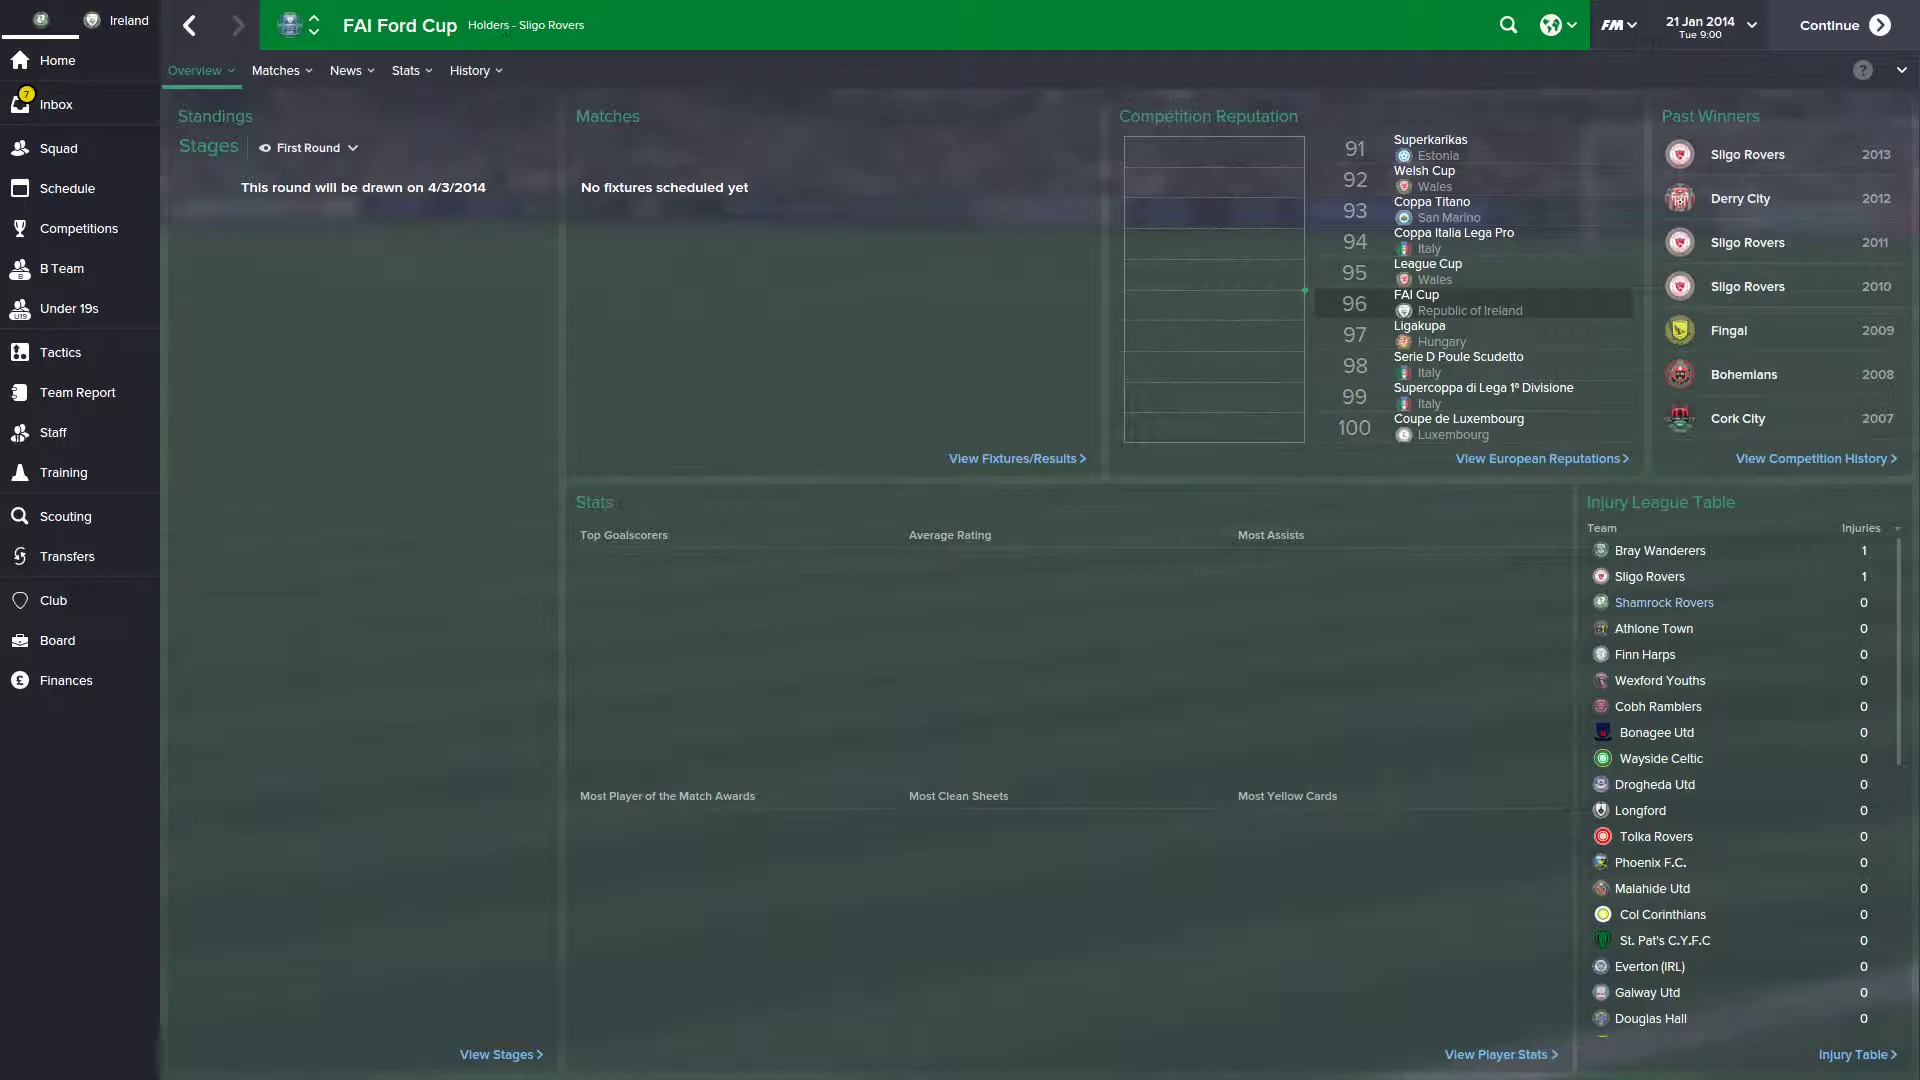 Ireland
FAI Ford Cup
Holders - Sligo Rovers
FM
21 Jan 2014
Tue 9:00
Continue
Home
7
Inbox
Squad
Schedule
Competitions
B
B Team
U19
Under 19s
Tactics
Team Report
Staff
Training
Scouting
Transfers
Club
Board
£
Finances
Overview
Matches
News
Stats
History
?
Standings
Stages
First Round
This round will be drawn on 4/3/2014
View Stages >
Matches
No fixtures scheduled yet
View Fixtures/Results >
Competition Reputation
91 Superkarikas
Estonia
92 Welsh Cup
Wales
93 Coppa Titano
San Marino
94 Coppa Italia Lega Pro
Italy
95 League Cup
Wales
96 FAI Cup
Republic of Ireland
97 Ligakupa
Hungary
98 Serie D Poule Scudetto
Italy
99 Supercoppa di Lega 1ª Divisione
Italy
100 Coupe de Luxembourg
Luxembourg
View European Reputations >
Past Winners
Sligo Rovers 2013
Derry City 2012
Sligo Rovers 2011
Sligo Rovers 2010
Fingal 2009
Bohemians 2008
Cork City 2007
View Competition History >
Stats
Top Goalscorers
Average Rating
Most Assists
Most Player of the Match Awards
Most Clean Sheets
Most Yellow Cards
View Player Stats >
Injury League Table
Team Injuries
Bray Wanderers 1
Sligo Rovers 1
Shamrock Rovers 0
Athlone Town 0
Finn Harps 0
Wexford Youths 0
Cobh Ramblers 0
Bonagee Utd 0
Wayside Celtic 0
Drogheda Utd 0
Longford 0
Tolka Rovers 0
Phoenix F.C. 0
Malahide Utd 0
Col Corinthians 0
St. Pat's C.Y.F.C 0
Everton (IRL) 0
Galway Utd 0
Douglas Hall 0
Injury Table >